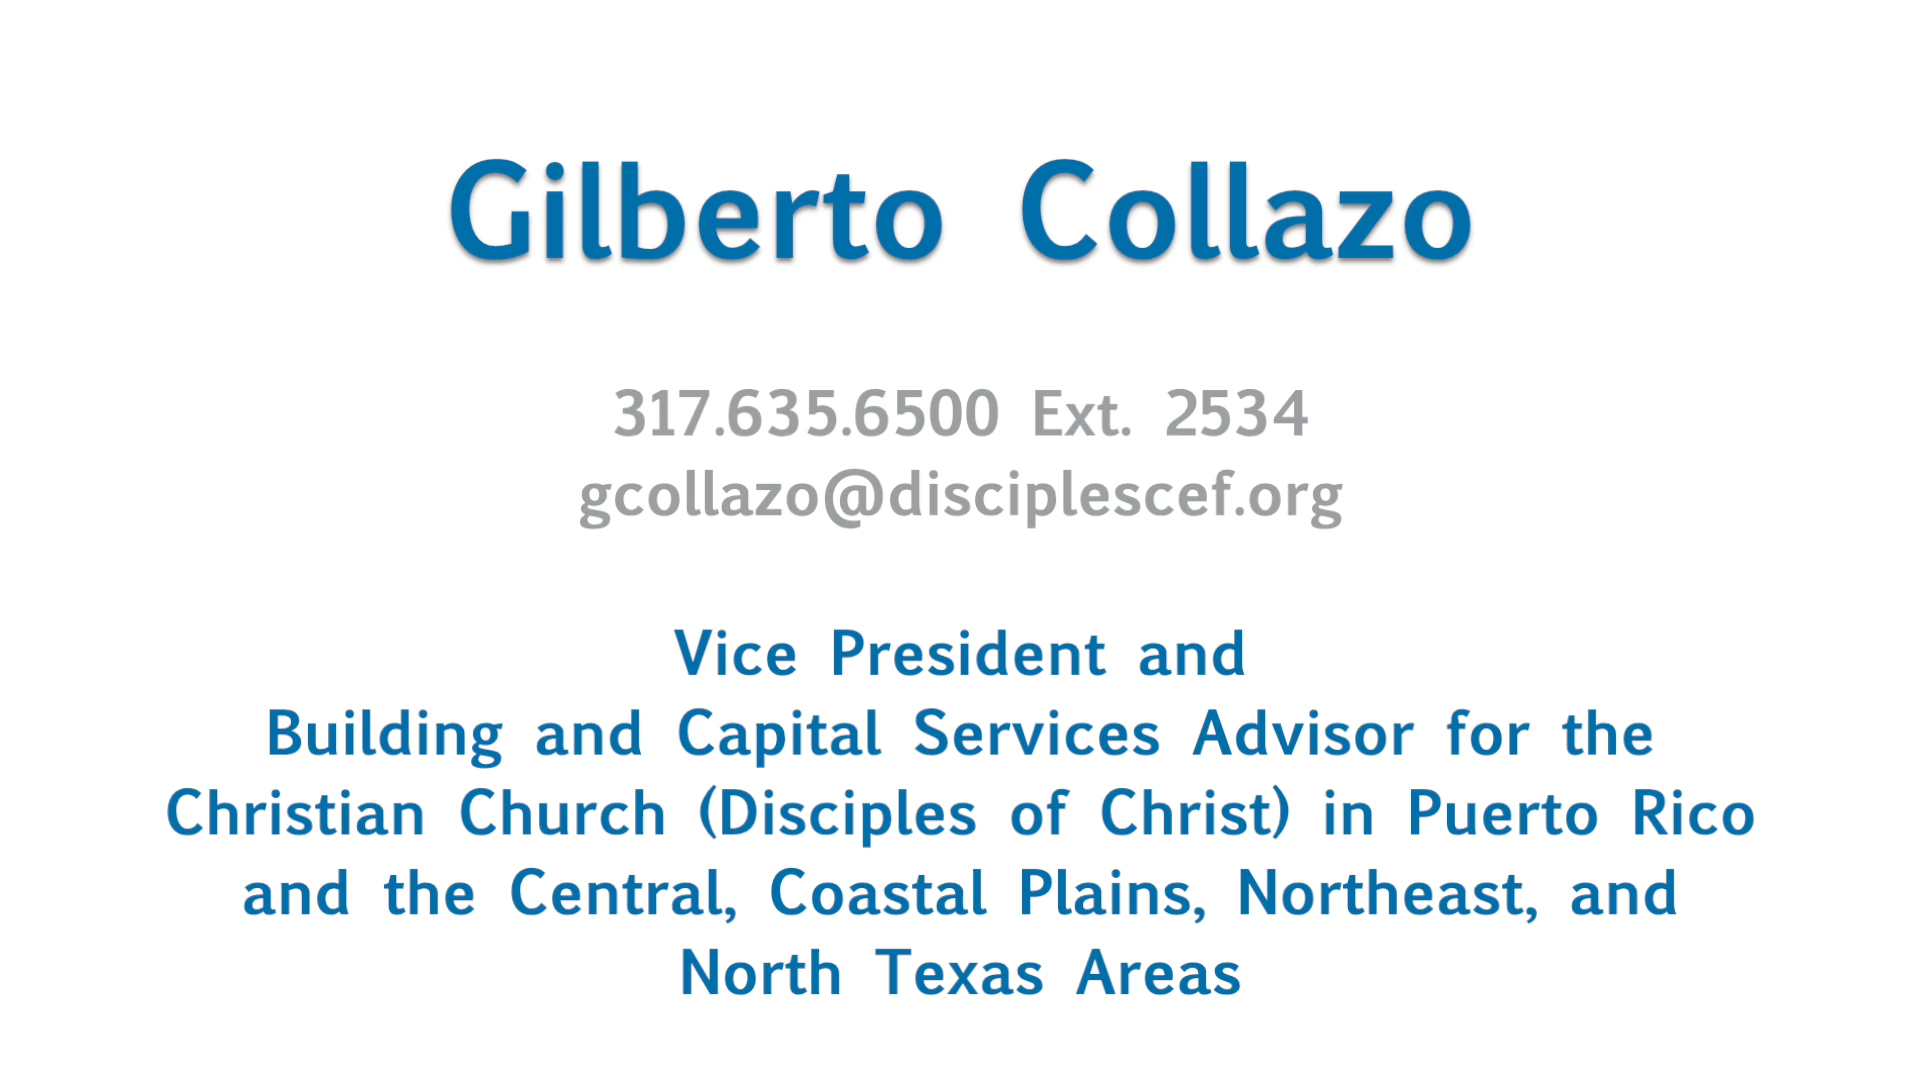 Gilberto Collazo
317.635.6500 Ext. 2534
gcollazo@disciplescef.org
Vice President and
Building and Capital Services Advisor for the
Christian Church (Disciples of Christ) in Puerto Rico
and the Central, Coastal Plains, Northeast, and
North Texas Areas